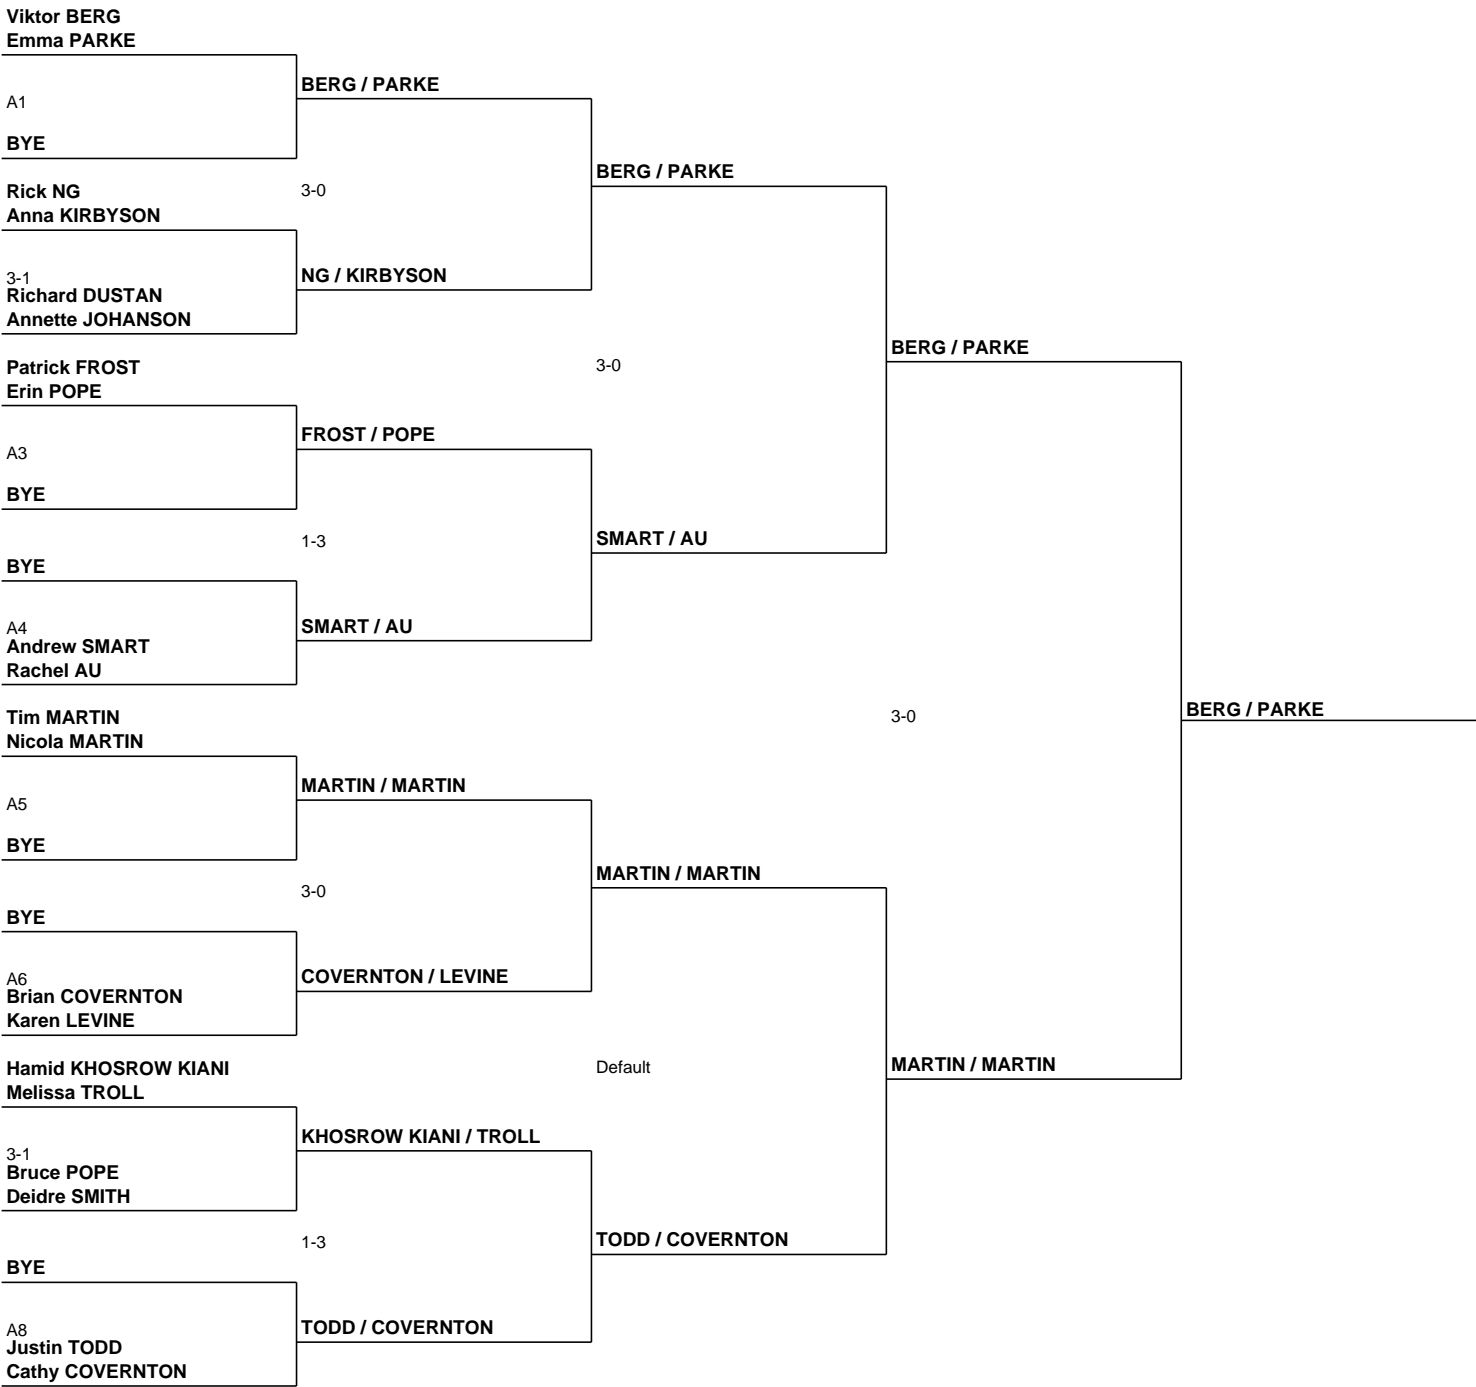 Viktor BERG
Emma PARKE
A1
BYE
Rick NG
Anna KIRBYSON
3-1
Richard DUSTAN
Annette JOHANSON
Patrick FROST
Erin POPE
A3
BYE
BYE
A4
Andrew SMART
Rachel AU
Tim MARTIN
Nicola MARTIN
A5
BYE
BYE
A6
Brian COVERNTON
Karen LEVINE
Hamid KHOSROW KIANI
Melissa TROLL
3-1
Bruce POPE
Deidre SMITH
BYE
A8
Justin TODD
Cathy COVERNTON
BERG / PARKE
3-0
NG / KIRBYSON
FROST / POPE
1-3
SMART / AU
MARTIN / MARTIN
3-0
COVERNTON / LEVINE
KHOSROW KIANI / TROLL
1-3
TODD / COVERNTON
BERG / PARKE
3-0
SMART / AU
MARTIN / MARTIN
Default
TODD / COVERNTON
BERG / PARKE
3-0
MARTIN / MARTIN
BERG / PARKE